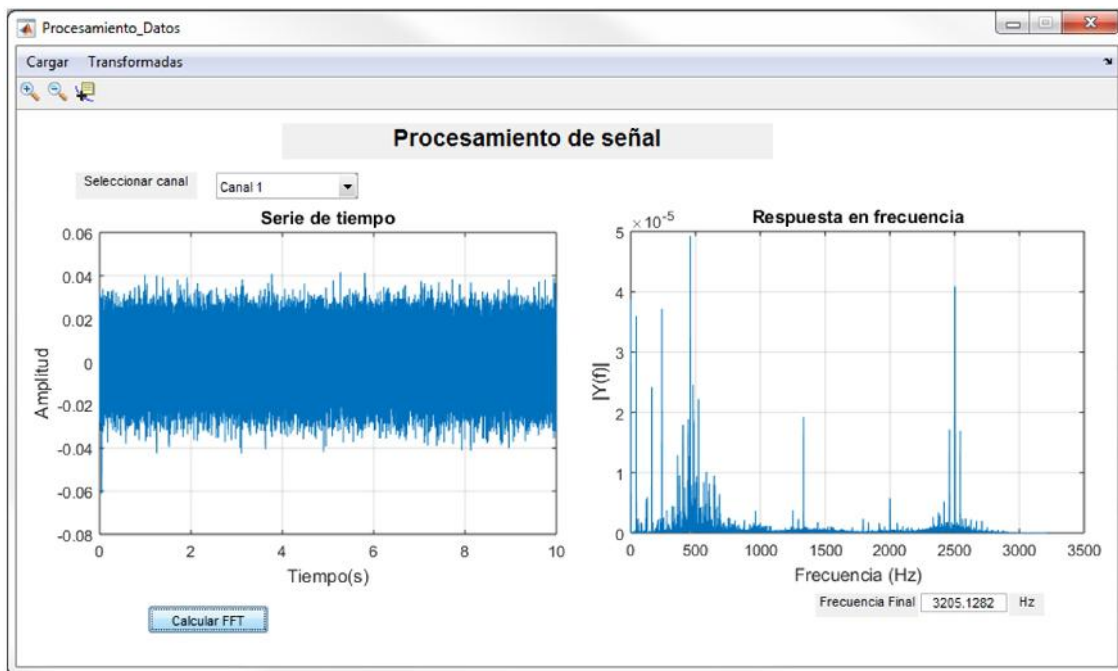 Procesamiento_Datos
Cargar Transformadas
Procesamiento de señal
Seleccionar canal Canal 1
Serie de tiempo
0.06
0.04
0.02
0
-0.02
-0.04
-0.06
-0.08
Amplitud
0 2 4 6 8 10
Tiempo(s)
Calcular FFT
Respuesta en frecuencia
× 10^-5
5
4
3
2
1
0
|Y(f)|
0 500 1000 1500 2000 2500 3000 3500
Frecuencia (Hz)
Frecuencia Final 3205.1282 Hz